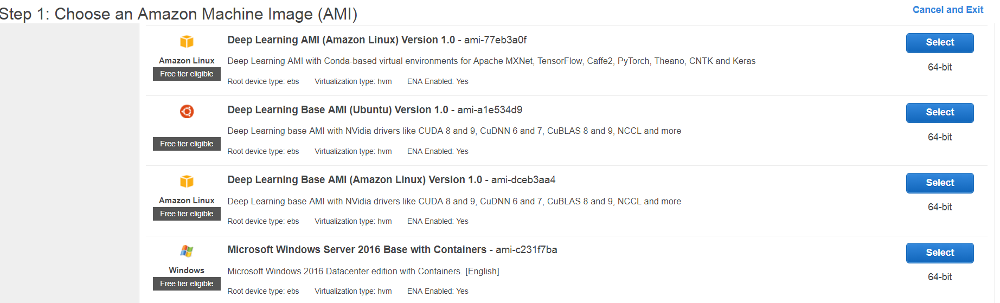 Step 1: Choose an Amazon Machine Image (AMI)
Cancel and Exit
Amazon Linux
Free tier eligible
Deep Learning AMI (Amazon Linux) Version 1.0 - ami-77eb3a0f
Deep Learning AMI with Conda-based virtual environments for Apache MXNet, TensorFlow, Caffe2, PyTorch, Theano, CNTK and Keras
Root device type: ebs Virtualization type: hvm ENA Enabled: Yes
Select
64-bit
Free tier eligible
Deep Learning Base AMI (Ubuntu) Version 1.0 - ami-a1e534d9
Deep Learning base AMI with NVidia drivers like CUDA 8 and 9, CuDNN 6 and 7, CuBLAS 8 and 9, NCCL and more
Root device type: ebs Virtualization type: hvm ENA Enabled: Yes
Select
64-bit
Amazon Linux
Free tier eligible
Deep Learning Base AMI (Amazon Linux) Version 1.0 - ami-dceb3aa4
Deep Learning base AMI with NVidia drivers like CUDA 8 and 9, CuDNN 6 and 7, CuBLAS 8 and 9, NCCL and more
Root device type: ebs Virtualization type: hvm ENA Enabled: Yes
Select
64-bit
Windows
Free tier eligible
Microsoft Windows Server 2016 Base with Containers - ami-c231f7ba
Microsoft Windows 2016 Datacenter edition with Containers. [English]
Root device type: ebs Virtualization type: hvm ENA Enabled: Yes
Select
64-bit